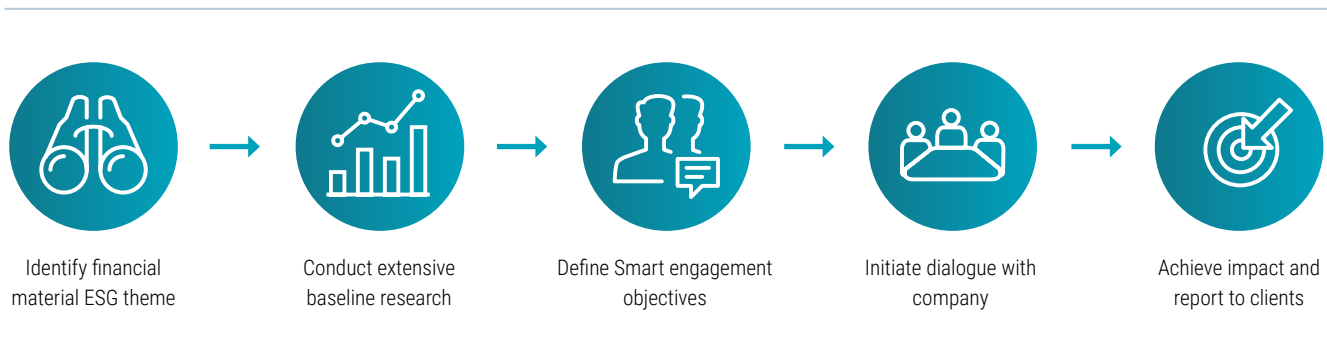 Identify financial
material ESG theme
Conduct extensive
baseline research
Define Smart engagement
objectives
Initiate dialogue with
company
Achieve impact and
report to clients